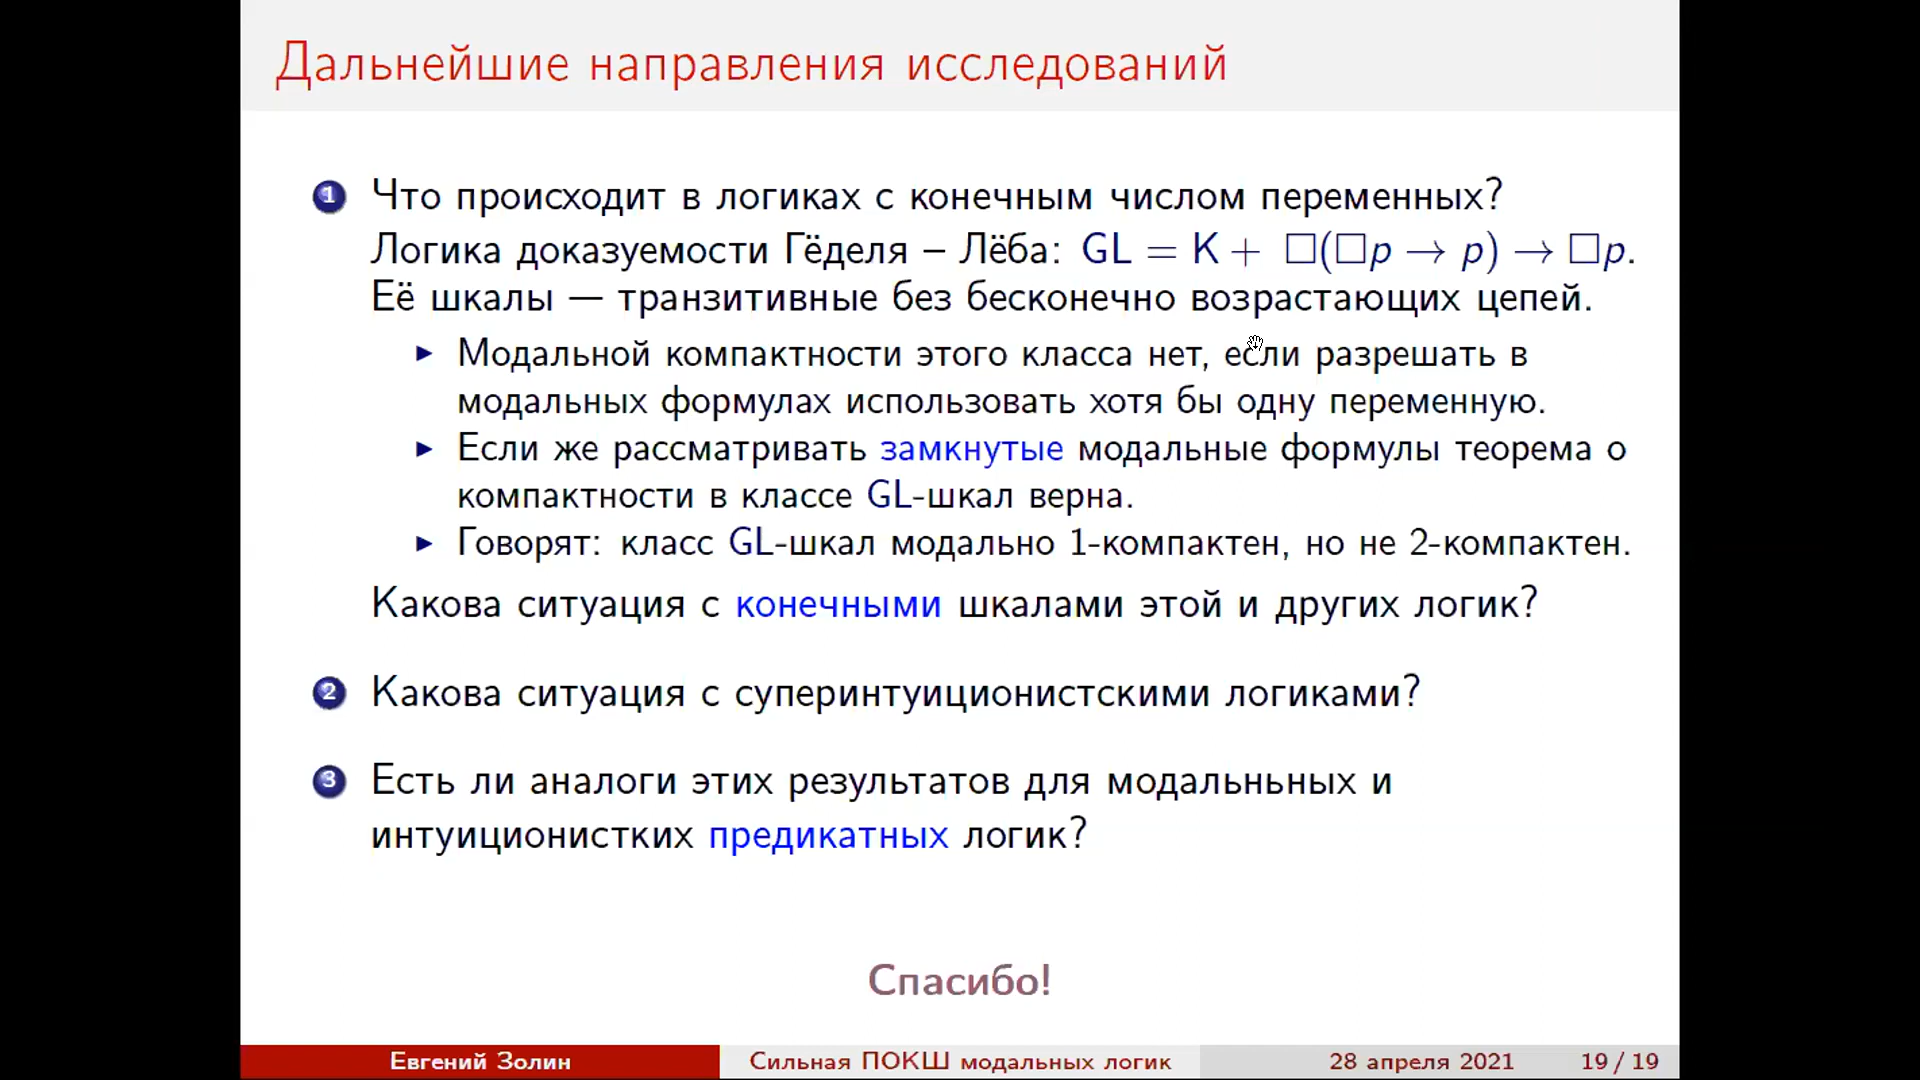 Дальнейшие направления исследований
1 Что происходит в логиках с конечным числом переменных?
Логика доказуемости Гёделя – Лёба: GL = K + □(□p → p) → □p.
Её шкалы — транзитивные без бесконечно возрастающих цепей.
▶ Модальной компактности этого класса нет, если разрешать в
модальных формулах использовать хотя бы одну переменную.
▶ Если же рассматривать замкнутые модальные формулы теорема о
компактности в классе GL-шкал верна.
▶ Говорят: класс GL-шкал модально 1-компактен, но не 2-компактен.
Какова ситуация с конечными шкалами этой и других логик?
2 Какова ситуация с суперинтуиционистскими логиками?
3 Есть ли аналоги этих результатов для модальньных и
интуиционистких предикатных логик?
Спасибо!
Евгений Золин Сильная ПОКШ модальных логик 28 апреля 2021 19 / 19